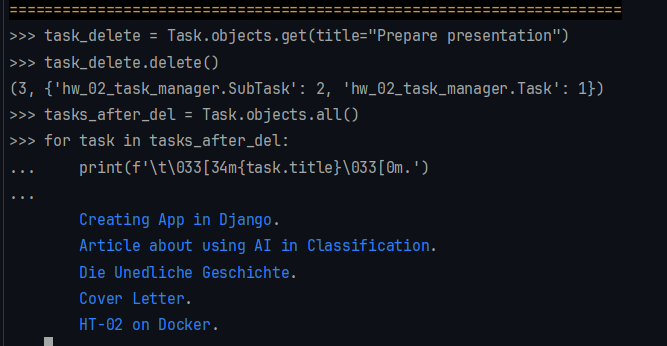 ======================================================================
>>> task_delete = Task.objects.get(title="Prepare presentation")
>>> task_delete.delete()
(3, {'hw_02_task_manager.SubTask': 2, 'hw_02_task_manager.Task': 1})
>>> tasks_after_del = Task.objects.all()
>>> for task in tasks_after_del:
...     print(f'\t\033[34m{task.title}\033[0m.')
...
        Creating App in Django.
        Article about using AI in Classification.
        Die Unedliche Geschichte.
        Cover Letter.
        HT-02 on Docker.